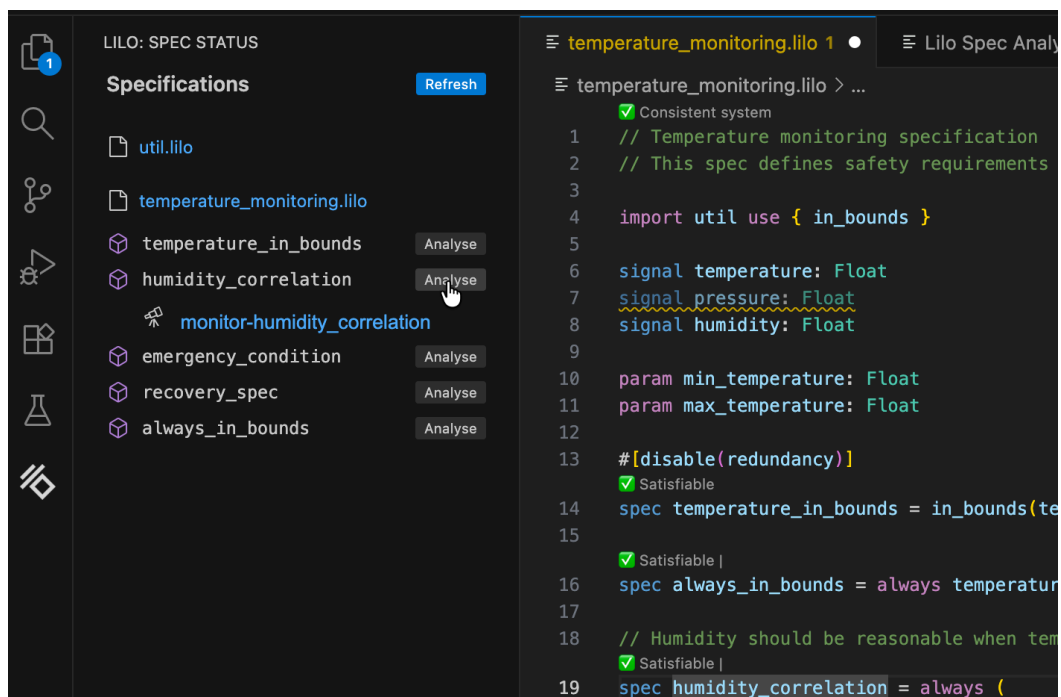 LILO: SPEC STATUS
Specifications
Refresh
util.lilo
temperature_monitoring.lilo
temperature_in_bounds
Analyse
humidity_correlation
Analyse
monitor-humidity_correlation
emergency_condition
Analyse
recovery_spec
Analyse
always_in_bounds
Analyse
1
temperature_monitoring.lilo 1
Lilo Spec Analy
temperature_monitoring.lilo > ...
Consistent system
1 // Temperature monitoring specification
2 // This spec defines safety requirements
3
4 import util use { in_bounds }
5
6 signal temperature: Float
7 signal pressure: Float
8 signal humidity: Float
9
10 param min_temperature: Float
11 param max_temperature: Float
12
13 #[disable(redundancy)]
Satisfiable
14 spec temperature_in_bounds = in_bounds(te
15
Satisfiable |
16 spec always_in_bounds = always temperatur
17
18 // Humidity should be reasonable when tem
Satisfiable |
19 spec humidity_correlation = always (